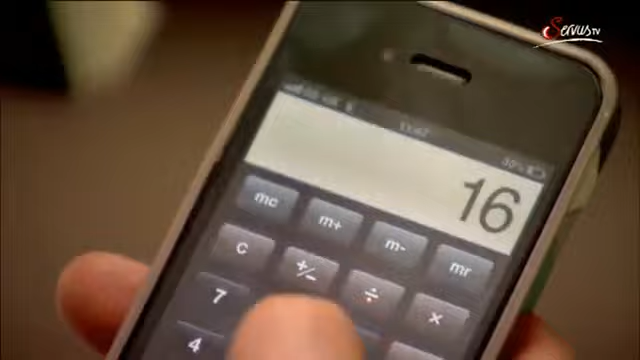 ServusTV
16
mc m+ m- mr
C +/− ÷ ×
7
4